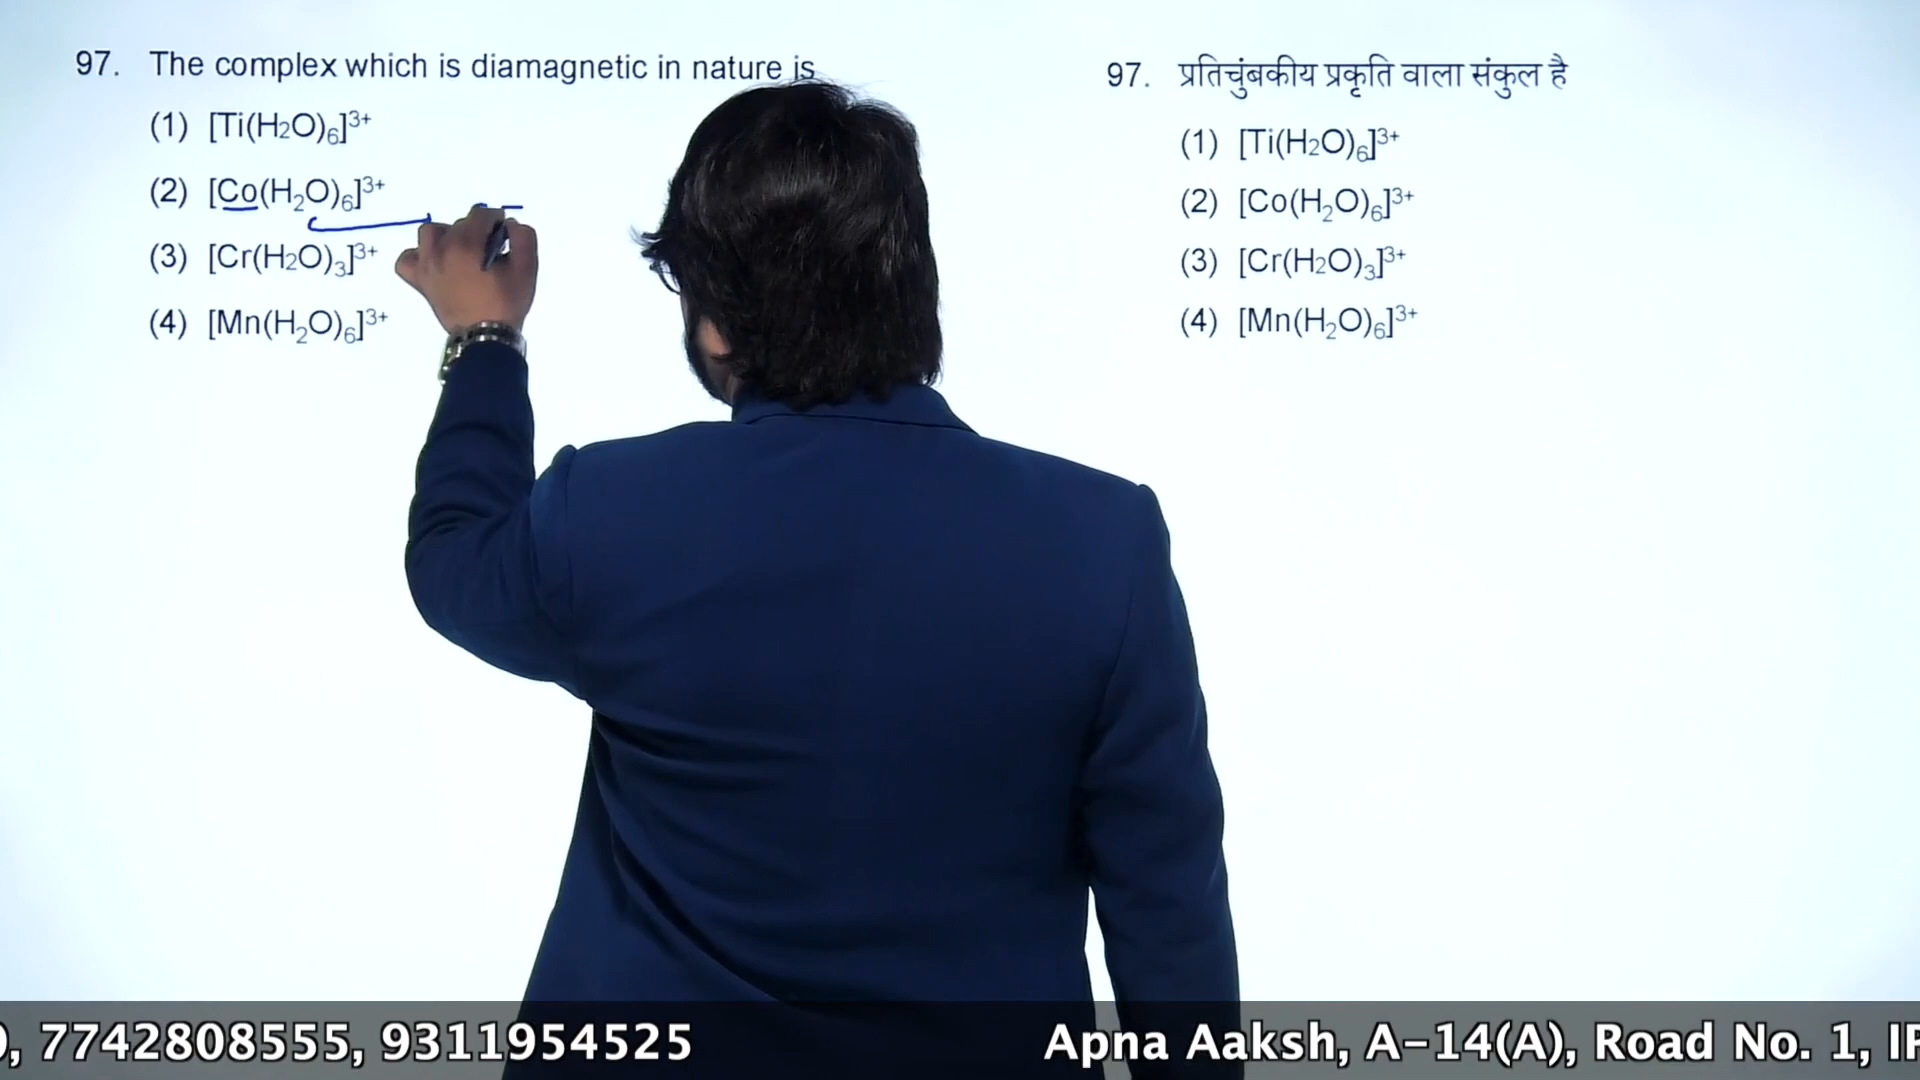 97. The complex which is diamagnetic in nature is
(1) [Ti(H₂O)₆]³⁺
(2) [Co(H₂O)₆]³⁺
(3) [Cr(H₂O)₃]³⁺
(4) [Mn(H₂O)₆]³⁺
97. प्रतिचुंबकीय प्रकृति वाला संकुल है
(1) [Ti(H₂O)₆]³⁺
(2) [Co(H₂O)₆]³⁺
(3) [Cr(H₂O)₃]³⁺
(4) [Mn(H₂O)₆]³⁺
, 7742808555, 9311954525 Apna Aaksh, A-14(A), Road No. 1,